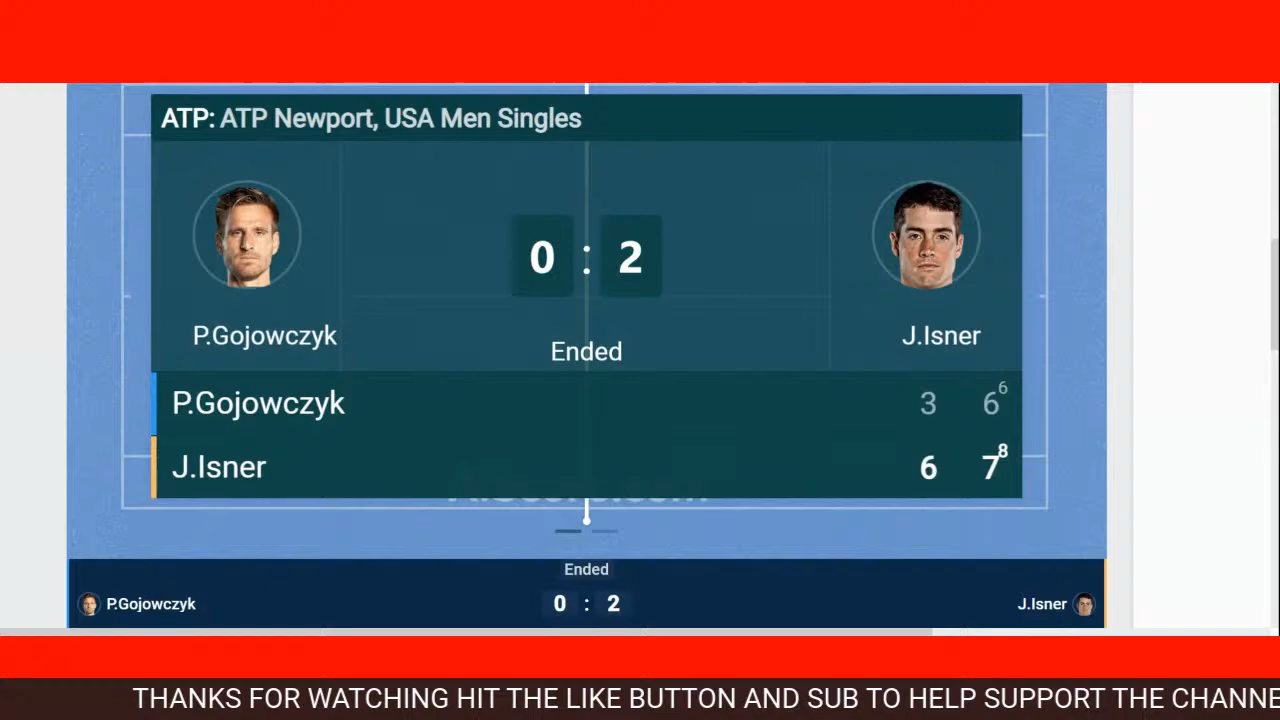 ATP: ATP Newport, USA Men Singles
0 : 2
P.Gojowczyk
J.Isner
Ended
P.Gojowczyk 3 6 6
J.Isner 6 7 8
Ended
P.Gojowczyk 0 : 2 J.Isner
THANKS FOR WATCHING HIT THE LIKE BUTTON AND SUB TO HELP SUPPORT THE CHANNE